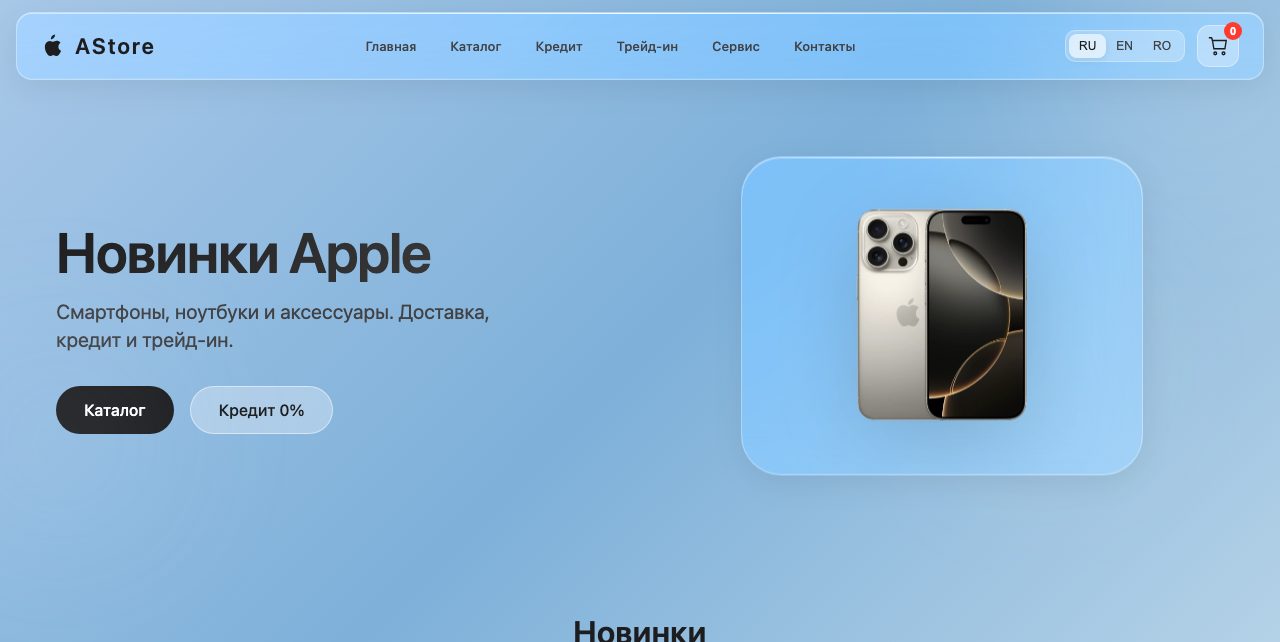 AStore
Главная
Каталог
Кредит
Трейд-ин
Сервис
Контакты
RU
EN
RO
0
Новинки Apple
Смартфоны, ноутбуки и аксессуары. Доставка,
кредит и трейд-ин.
Каталог
Кредит 0%
Новинки